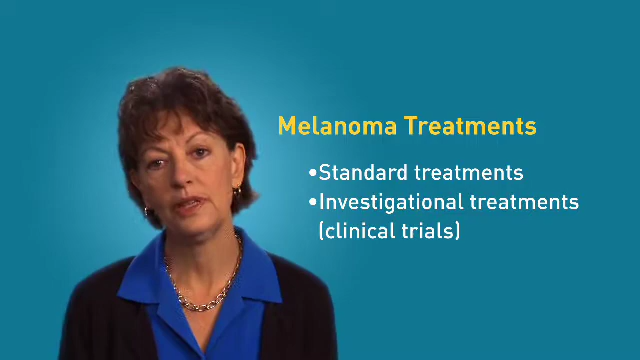 Melanoma Treatments
•Standard treatments
•Investigational treatments
(clinical trials)